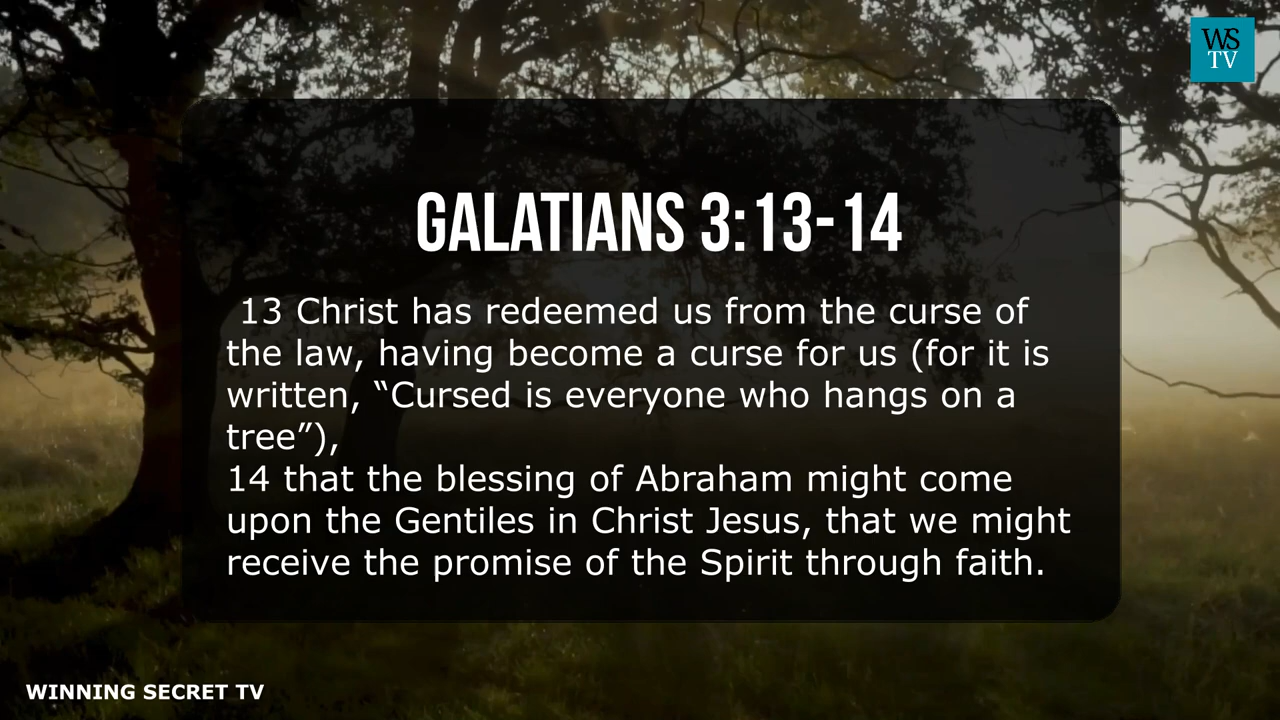 WS
TV
GALATIANS 3:13-14
13 Christ has redeemed us from the curse of
the law, having become a curse for us (for it is
written, “Cursed is everyone who hangs on a
tree”),
14 that the blessing of Abraham might come
upon the Gentiles in Christ Jesus, that we might
receive the promise of the Spirit through faith.
WINNING SECRET TV